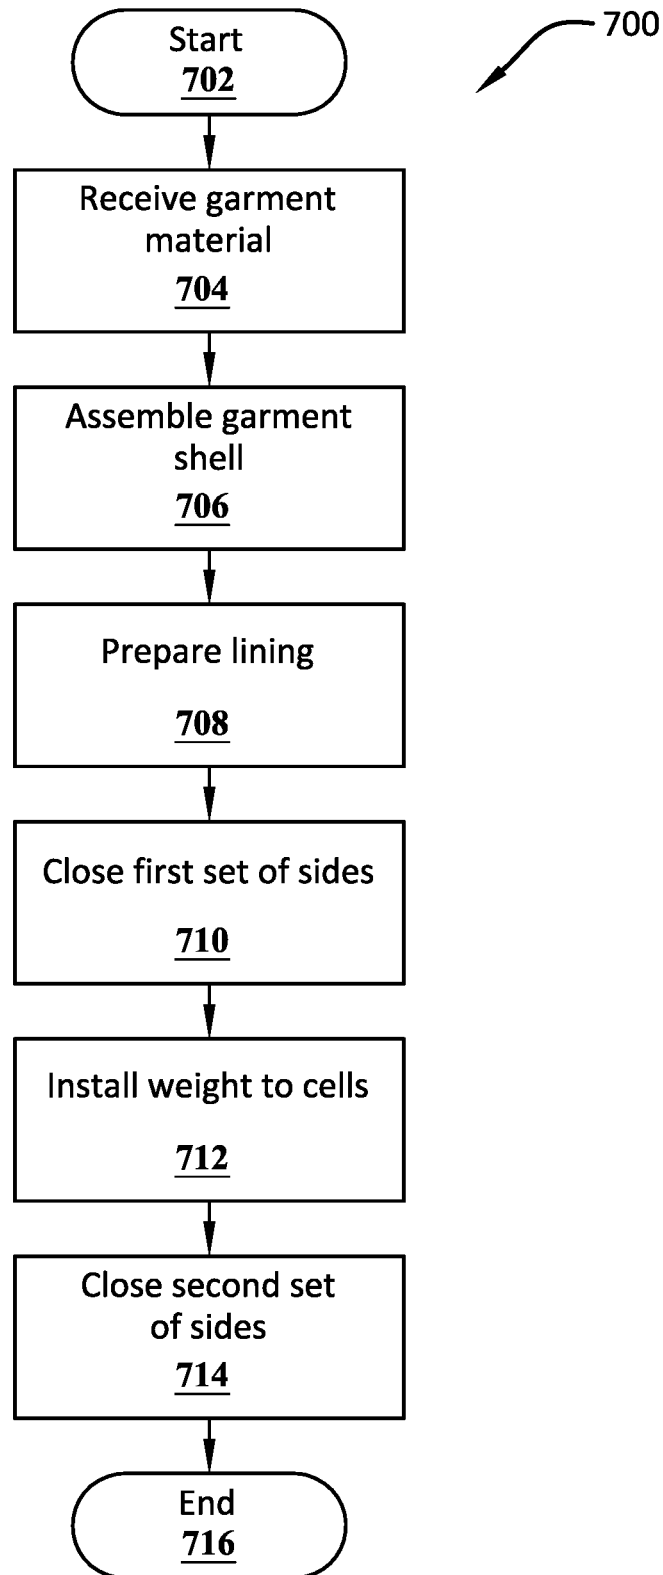 700
Start
702
Receive garment
material
704
Assemble garment
shell
706
Prepare lining
708
Close first set of sides
710
Install weight to cells
712
Close second set
of sides
714
End
716